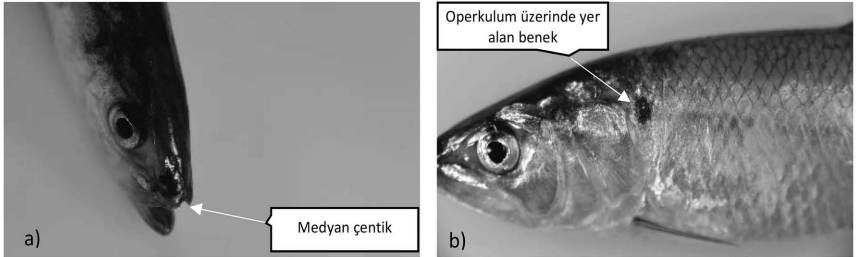 a)
Medyan çentik
Operkulum üzerinde yer
alan benek
b)